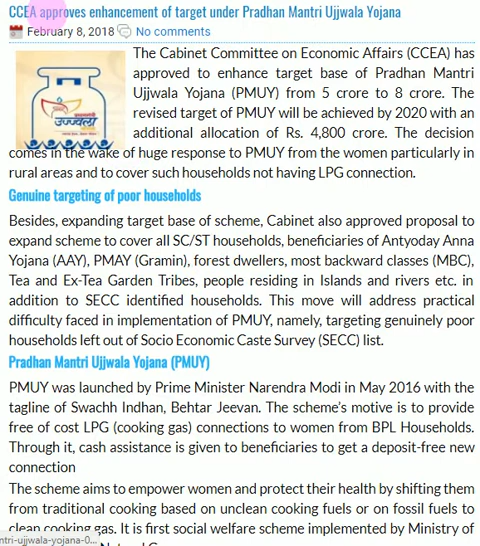 CCEA approves enhancement of target under Pradhan Mantri Ujjwala Yojana
February 8, 2018 No comments
The Cabinet Committee on Economic Affairs (CCEA) has
approved to enhance target base of Pradhan Mantri
Ujjwala Yojana (PMUY) from 5 crore to 8 crore. The
revised target of PMUY will be achieved by 2020 with an
additional allocation of Rs. 4,800 crore. The decision
उज्ज्वला
comes in the wake of huge response to PMUY from the women particularly in
rural areas and to cover such households not having LPG connection.
Genuine targeting of poor households
Besides, expanding target base of scheme, Cabinet also approved proposal to
expand scheme to cover all SC/ST households, beneficiaries of Antyoday Anna
Yojana (AAY), PMAY (Gramin), forest dwellers, most backward classes (MBC),
Tea and Ex-Tea Garden Tribes, people residing in Islands and rivers etc. in
addition to SECC identified households. This move will address practical
difficulty faced in implementation of PMUY, namely, targeting genuinely poor
households left out of Socio Economic Caste Survey (SECC) list.
Pradhan Mantri Ujjwala Yojana (PMUY)
PMUY was launched by Prime Minister Narendra Modi in May 2016 with the
tagline of Swachh Indhan, Behtar Jeevan. The scheme's motive is to provide
free of cost LPG (cooking gas) connections to women from BPL Households.
Through it, cash assistance is given to beneficiaries to get a deposit-free new
connection
The scheme aims to empower women and protect their health by shifting them
from traditional cooking based on unclean cooking fuels or on fossil fuels to
clean cooking gas. It is first social welfare scheme implemented by Ministry of
ntri-ujjwala-yojana-0...